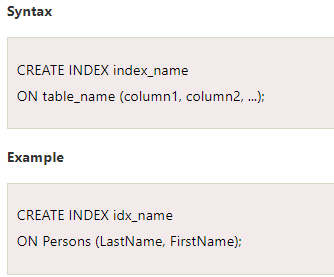 Syntax
CREATE INDEX index_name
ON table_name (column1, column2, ...);
Example
CREATE INDEX idx_name
ON Persons (LastName, FirstName);